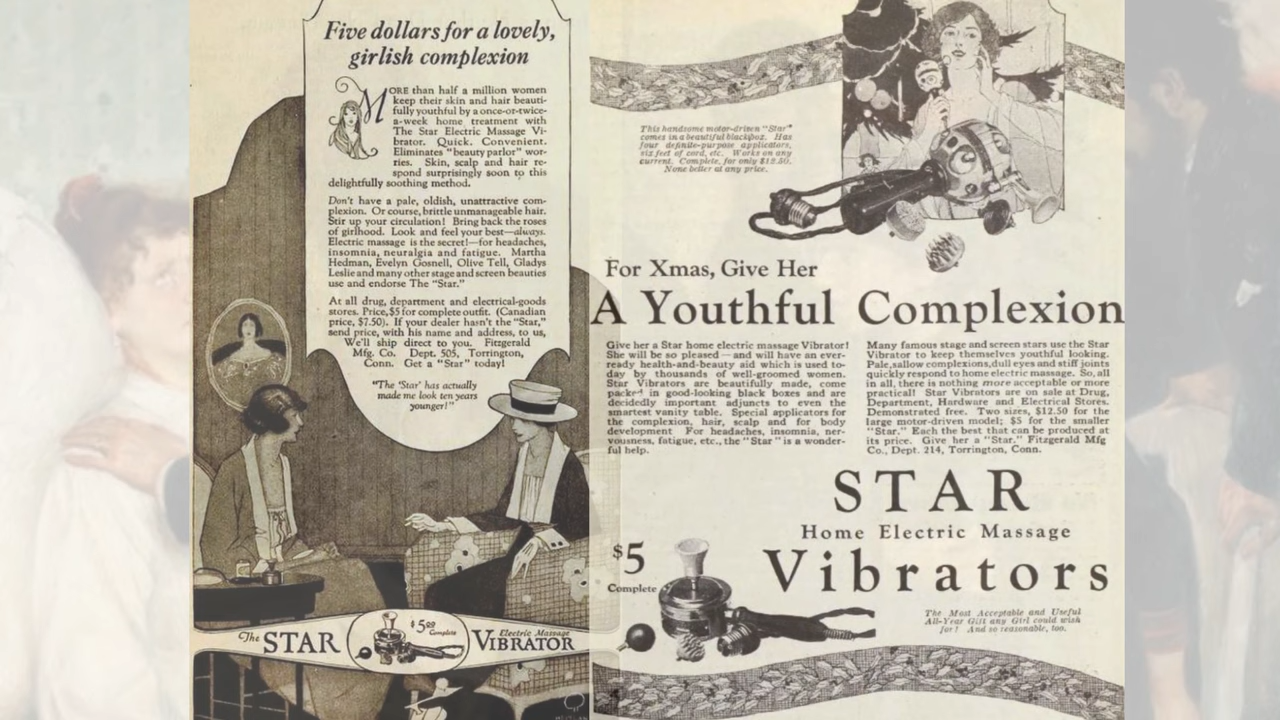 Five dollars for a lovely,
girlish complexion
MORE than half a million women
keep their skin and hair beauti-
fully youthful by a once-or-twice-
a-week home treatment with
The Star Electric Massage Vi-
brator. Quick. Convenient.
Eliminates "beauty parlor" wor-
ries. Skin, scalp and hair re-
spond surprisingly soon to this
delightfully soothing method.
Don't have a pale, oldish, unattractive com-
plexion. Or course, brittle unmanageable hair.
Stir up your circulation! Bring back the roses
of girlhood. Look and feel your best—always.
Electric massage is the secret!—for headaches,
insomnia, neuralgia and fatigue. Martha
Hedman, Evelyn Gosnell, Olive Tell, Gladys
Leslie and many other stage and screen beauties
use and endorse The "Star."
At all drug, department and electrical-goods
stores. Price, $5 for complete outfit. (Canadian
price, $7.50). If your dealer hasn't the "Star,"
send price, with his name and address, to us,
We'll ship direct to you. Fitzgerald
Mfg. Co. Dept. 505, Torrington,
Conn. Get a "Star" today!
"The 'Star' has actually
made me look ten years
younger!"
The STAR $5.00 Complete Electric Massage VIBRATOR
This handsome motor-driven "Star"
comes in a beautiful black box. Has
four definite-purpose applicators,
six feet of cord, etc. Works on any
current. Complete, for only $12.50.
None better at any price.
For Xmas, Give Her
A Youthful Complexion
Give her a Star home electric massage Vibrator!
She will be so pleased—and will have an ever-
ready health-and-beauty aid which is used to-
day by thousands of well-groomed women.
Star Vibrators are beautifully made, come
packed in good-looking black boxes and are
decidedly important adjuncts to even the
smartest vanity table. Special applicators for
the complexion, hair, scalp and for body
development For headaches, insomnia, ner-
vousness, fatigue, etc., the "Star" is a wonder-
ful help.
Many famous stage and screen stars use the Star
Vibrator to keep themselves youthful looking.
Pale, sallow complexions, dull eyes and stiff joints
quickly respond to home electric massage. So, all
in all, there is nothing more acceptable or more
practical! Star Vibrators are on sale at Drug,
Department, Hardware and Electrical Stores.
Demonstrated free. Two sizes, $12.50 for the
large motor-driven model; $5 for the smaller
"Star." Each the best that can be produced at
its price. Give her a "Star." Fitzgerald Mfg
Co., Dept. 214, Torrington, Conn.
STAR
Home Electric Massage
Vibrators
$5
Complete
The Most Acceptable and Useful
All-Year Gift any Girl could wish
for! And so reasonable, too.